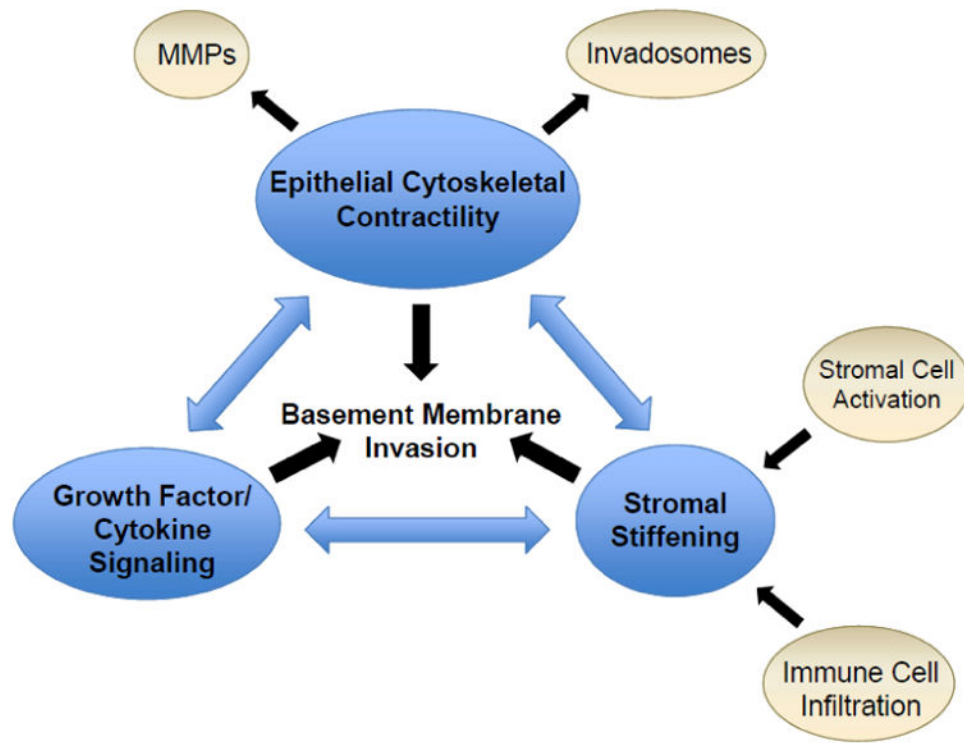 MMPs
Invadosomes
Epithelial Cytoskeletal
Contractility
Stromal Cell
Activation
Basement Membrane
Invasion
Growth Factor/
Cytokine
Signaling
Stromal
Stiffening
Immune Cell
Infiltration